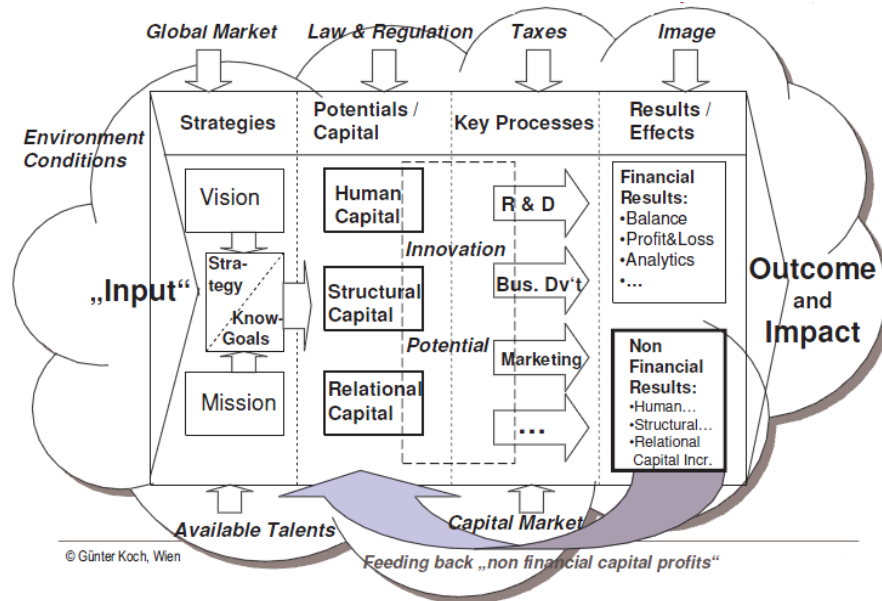 Global Market
Law & Regulation
Taxes
Image
Environment
Conditions
Strategies
Potentials /
Capital
Key Processes
Results /
Effects
„Input“
Vision
Stra-
tegy
Know-
Goals
Mission
Human
Capital
Structural
Capital
Relational
Capital
Innovation
Potential
R & D
Bus. Dv‘t
Marketing
...
Financial
Results:
•Balance
•Profit&Loss
•Analytics
•...
Non
Financial
Results:
•Human...
•Structural...
•Relational
Capital Incr.
Outcome
and
Impact
Available Talents
Capital Market
© Günter Koch, Wien
Feeding back „non financial capital profits“